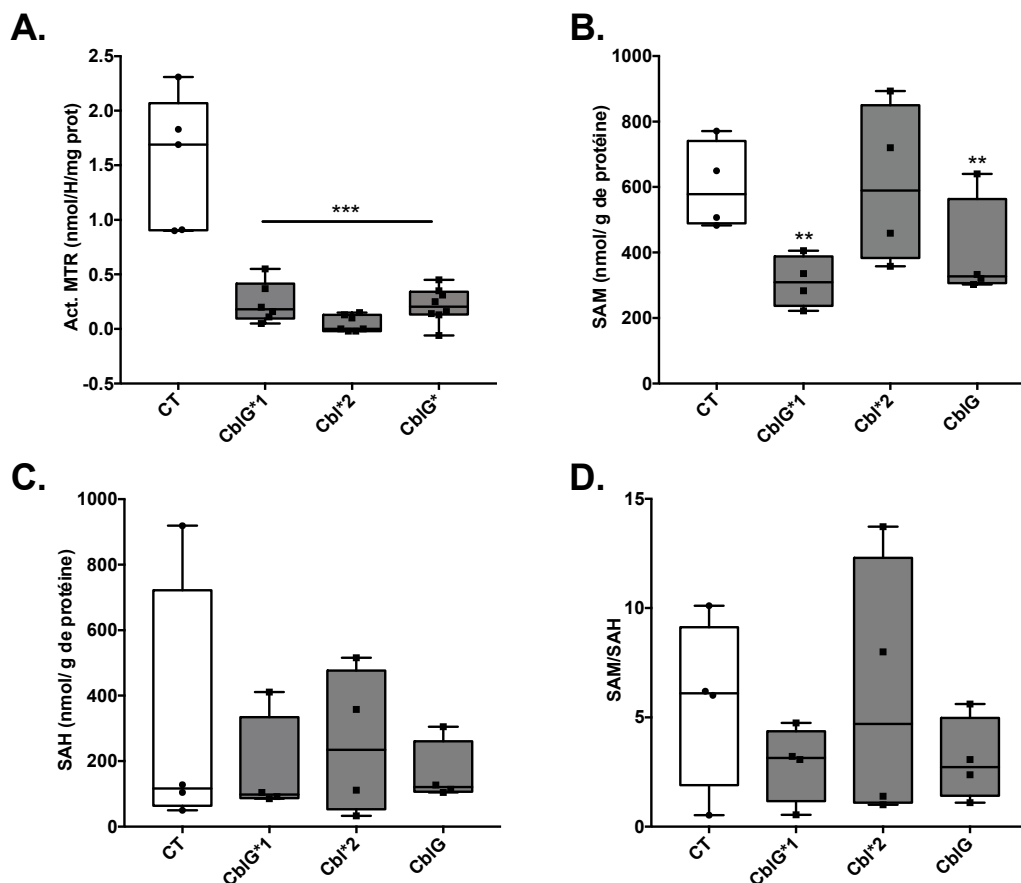 A.
Act. MTR (nmol/H/mg prot)
2.5
2.0
1.5
1.0
0.5
0.0
-0.5
***
CT
CblG*1
Cbl*2
CblG*
B.
SAM (nmol/ g de protéine)
1000
800
600
400
200
0
**
**
CT
CblG*1
Cbl*2
CblG
C.
SAH (nmol/ g de protéine)
1000
800
600
400
200
0
CT
CblG*1
Cbl*2
CblG
D.
SAM/SAH
15
10
5
0
CT
CblG*1
Cbl*2
CblG